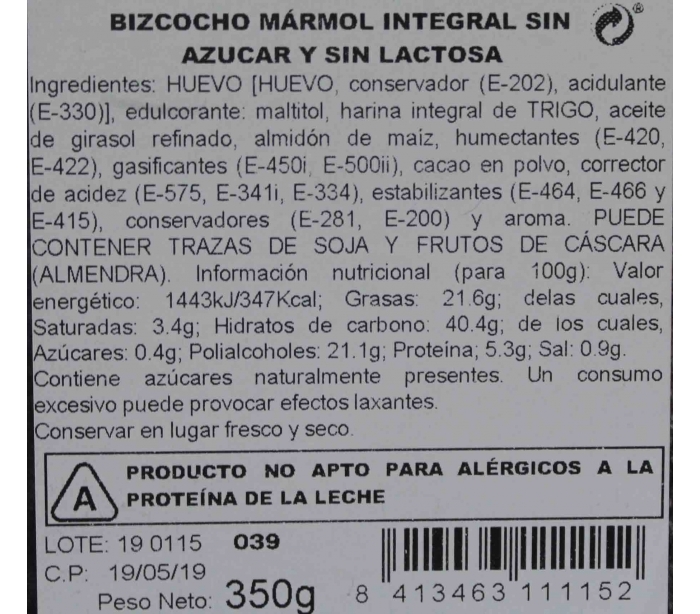 BIZCOCHO MÁRMOL INTEGRAL SIN
AZUCAR Y SIN LACTOSA
Ingredientes: HUEVO [HUEVO, conservador (E-202), acidulante
(E-330)], edulcorante: maltitol, harina integral de TRIGO, aceite
de girasol refinado, almidón de maiz, humectantes (E-420,
E-422), gasificantes (E-450i, E-500ii), cacao en polvo, corrector
de acidez (E-575, E-341i, E-334), estabilizantes (E-464, E-466 y
E-415), conservadores (E-281, E-200) y aroma. PUEDE
CONTENER TRAZAS DE SOJA Y FRUTOS DE CÁSCARA
(ALMENDRA). Información nutricional (para 100g): Valor
energético: 1443kJ/347Kcal; Grasas: 21.6g; delas cuales,
Saturadas: 3.4g; Hidratos de carbono: 40.4g; de los cuales,
Azúcares: 0.4g; Polialcoholes: 21.1g; Proteína; 5.3g; Sal: 0.9g.
Contiene azúcares naturalmente presentes. Un consumo
excesivo puede provocar efectos laxantes.
Conservar en lugar fresco y seco.
A PRODUCTO NO APTO PARA ALÉRGICOS A LA
PROTEÍNA DE LA LECHE
LOTE: 19 0115 039
C.P: 19/05/19
Peso Neto: 350g
8 413463 111152